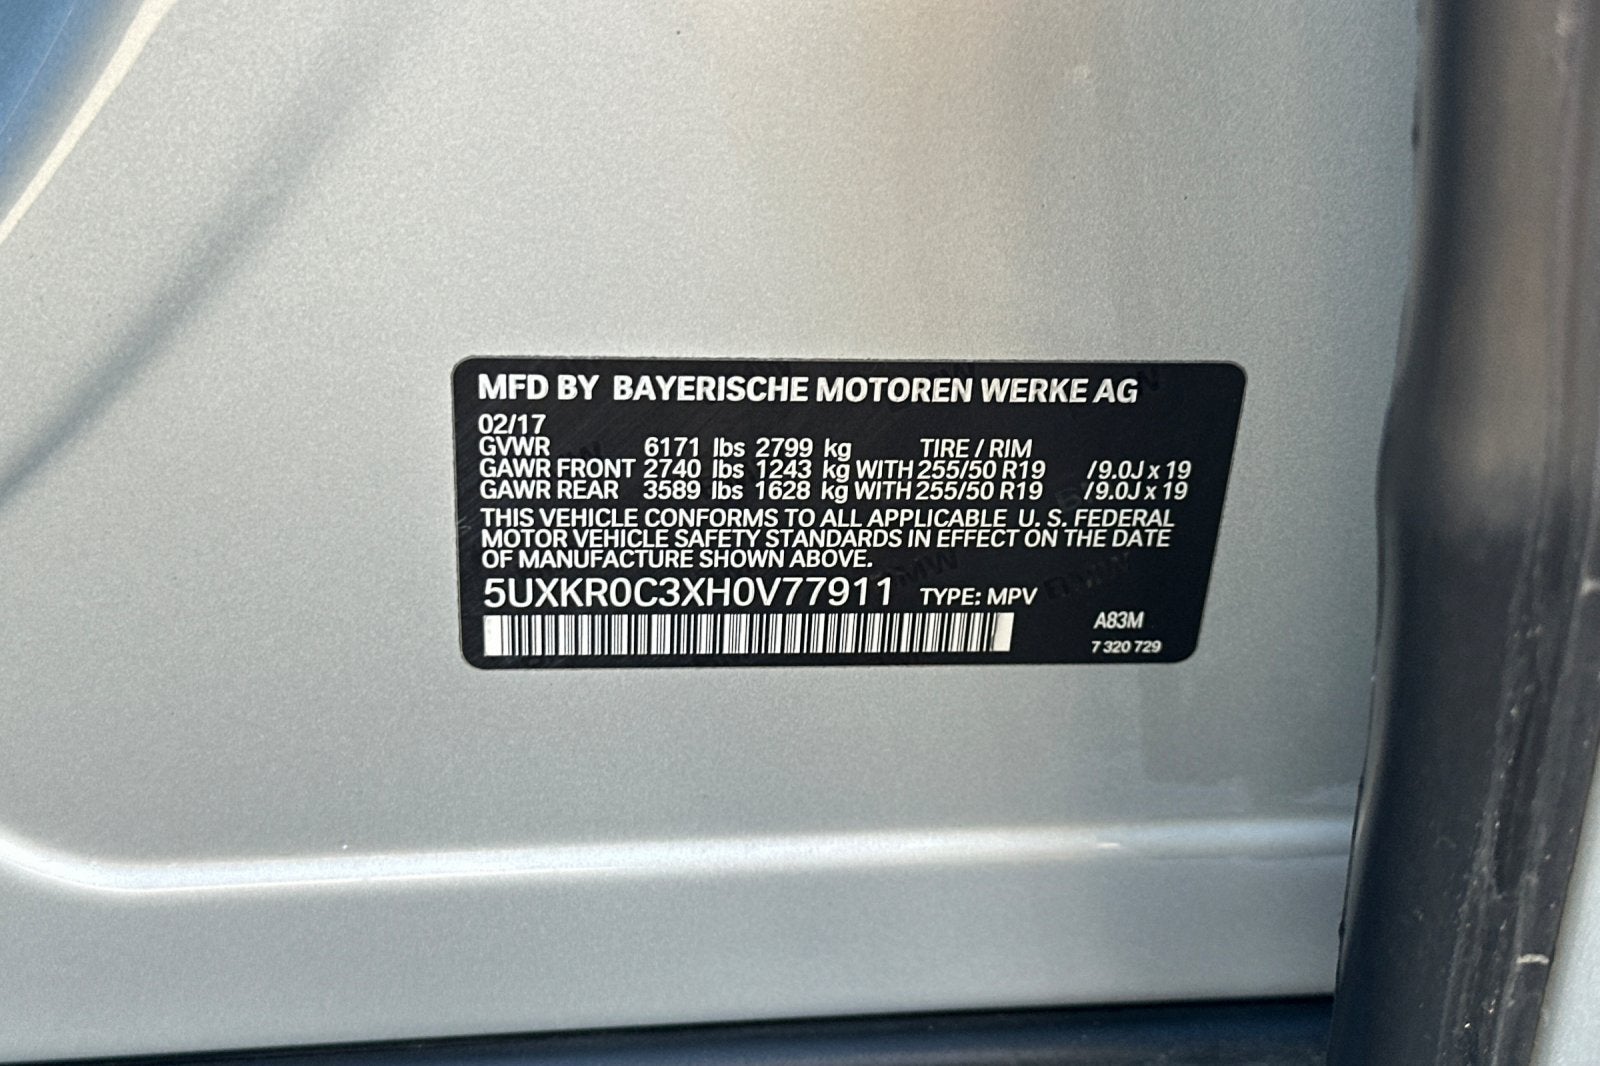 MFD BY BAYERISCHE MOTOREN WERKE AG
02/17
GVWR 6171 lbs 2799 kg TIRE / RIM
GAWR FRONT 2740 lbs 1243 kg WITH 255/50 R19 /9.0J x 19
GAWR REAR 3589 lbs 1628 kg WITH 255/50 R19 /9.0J x 19
THIS VEHICLE CONFORMS TO ALL APPLICABLE U. S. FEDERAL
MOTOR VEHICLE SAFETY STANDARDS IN EFFECT ON THE DATE
OF MANUFACTURE SHOWN ABOVE.
5UXKR0C3XH0V77911 TYPE: MPV
A83M
7 320 729